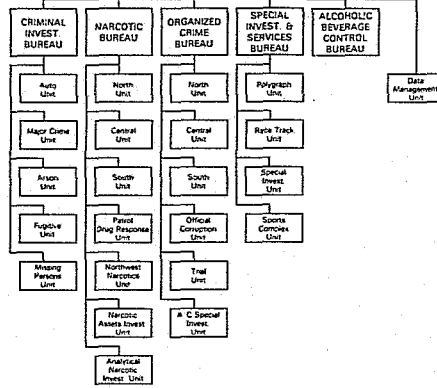 CRIMINAL
INVEST.
BUREAU
NARCOTIC
BUREAU
ORGANIZED
CRIME
BUREAU
SPECIAL
INVEST. &
SERVICES
BUREAU
ALCOHOLIC
BEVERAGE
CONTROL
BUREAU
Auto
Unit
Major Crime
Unit
Arson
Unit
Fugitive
Unit
Missing
Persons
Unit
North
Unit
Central
Unit
South
Unit
Patrol
Drug Response
Unit
Northwest
Narcotics
Unit
Narcotic
Assets Invest
Unit
Analytical
Narcotic
Invest Unit
North
Unit
Central
Unit
South
Unit
Official
Corruption
Unit
Trial
Unit
A C Special
Invest.
Unit
Polygraph
Unit
Race Track
Unit
Special
Invest.
Unit
Sports
Complex
Unit
Data
Management
Unit